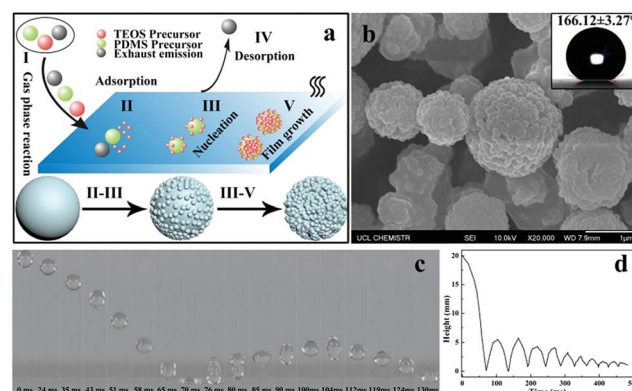 a
TEOS Precursor
PDMS Precursor
Exhaust emission
I
IV
Desorption
Gas phase reaction
Adsorption
II
III
V
Nucleation
Film growth
II-III
III-V
b
166.12±3.27°
UCL CHEMISTR
SEI
10.0kV
X20,000
WD 7.9mm
1μm
c
0 ms
24 ms
35 ms
43 ms
51 ms
58 ms
65 ms
70 ms
76 ms
80 ms
85 ms
90 ms
100ms
104ms
112ms
119ms
124ms
130ms
d
Height (mm)
20
15
10
5
0
0
100
200
300
400
Time (ms)